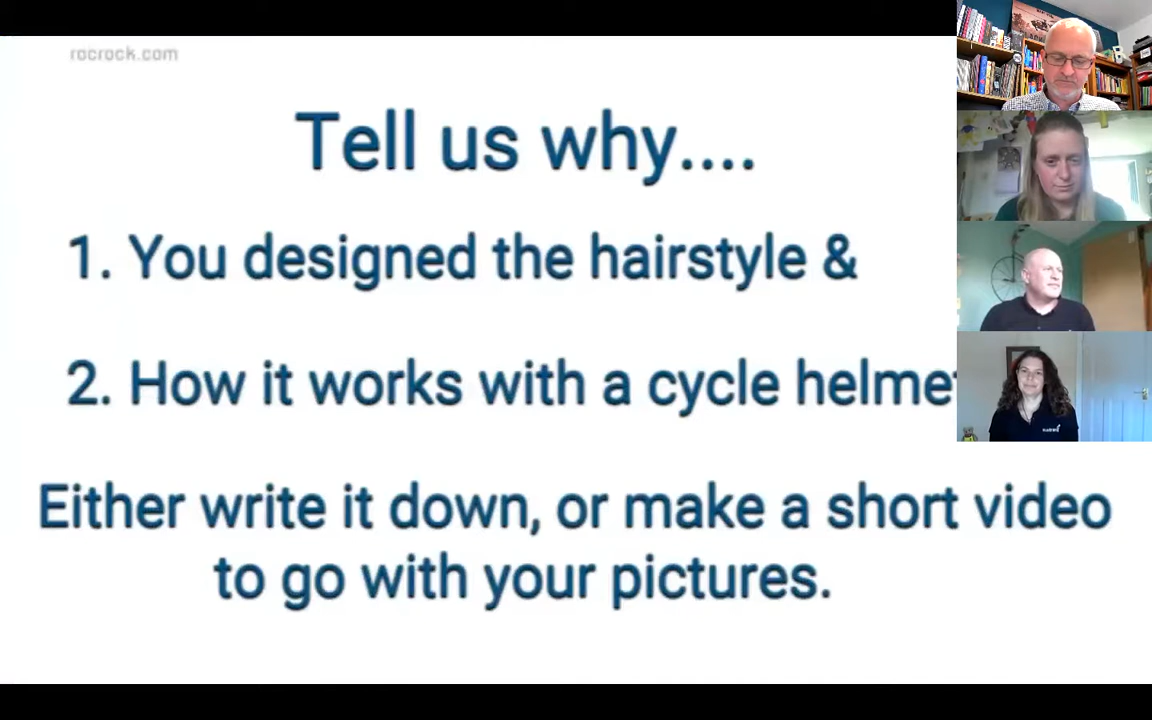 rocrock.com
Tell us why....
1. You designed the hairstyle &
2. How it works with a cycle helmet
Either write it down, or make a short video
to go with your pictures.